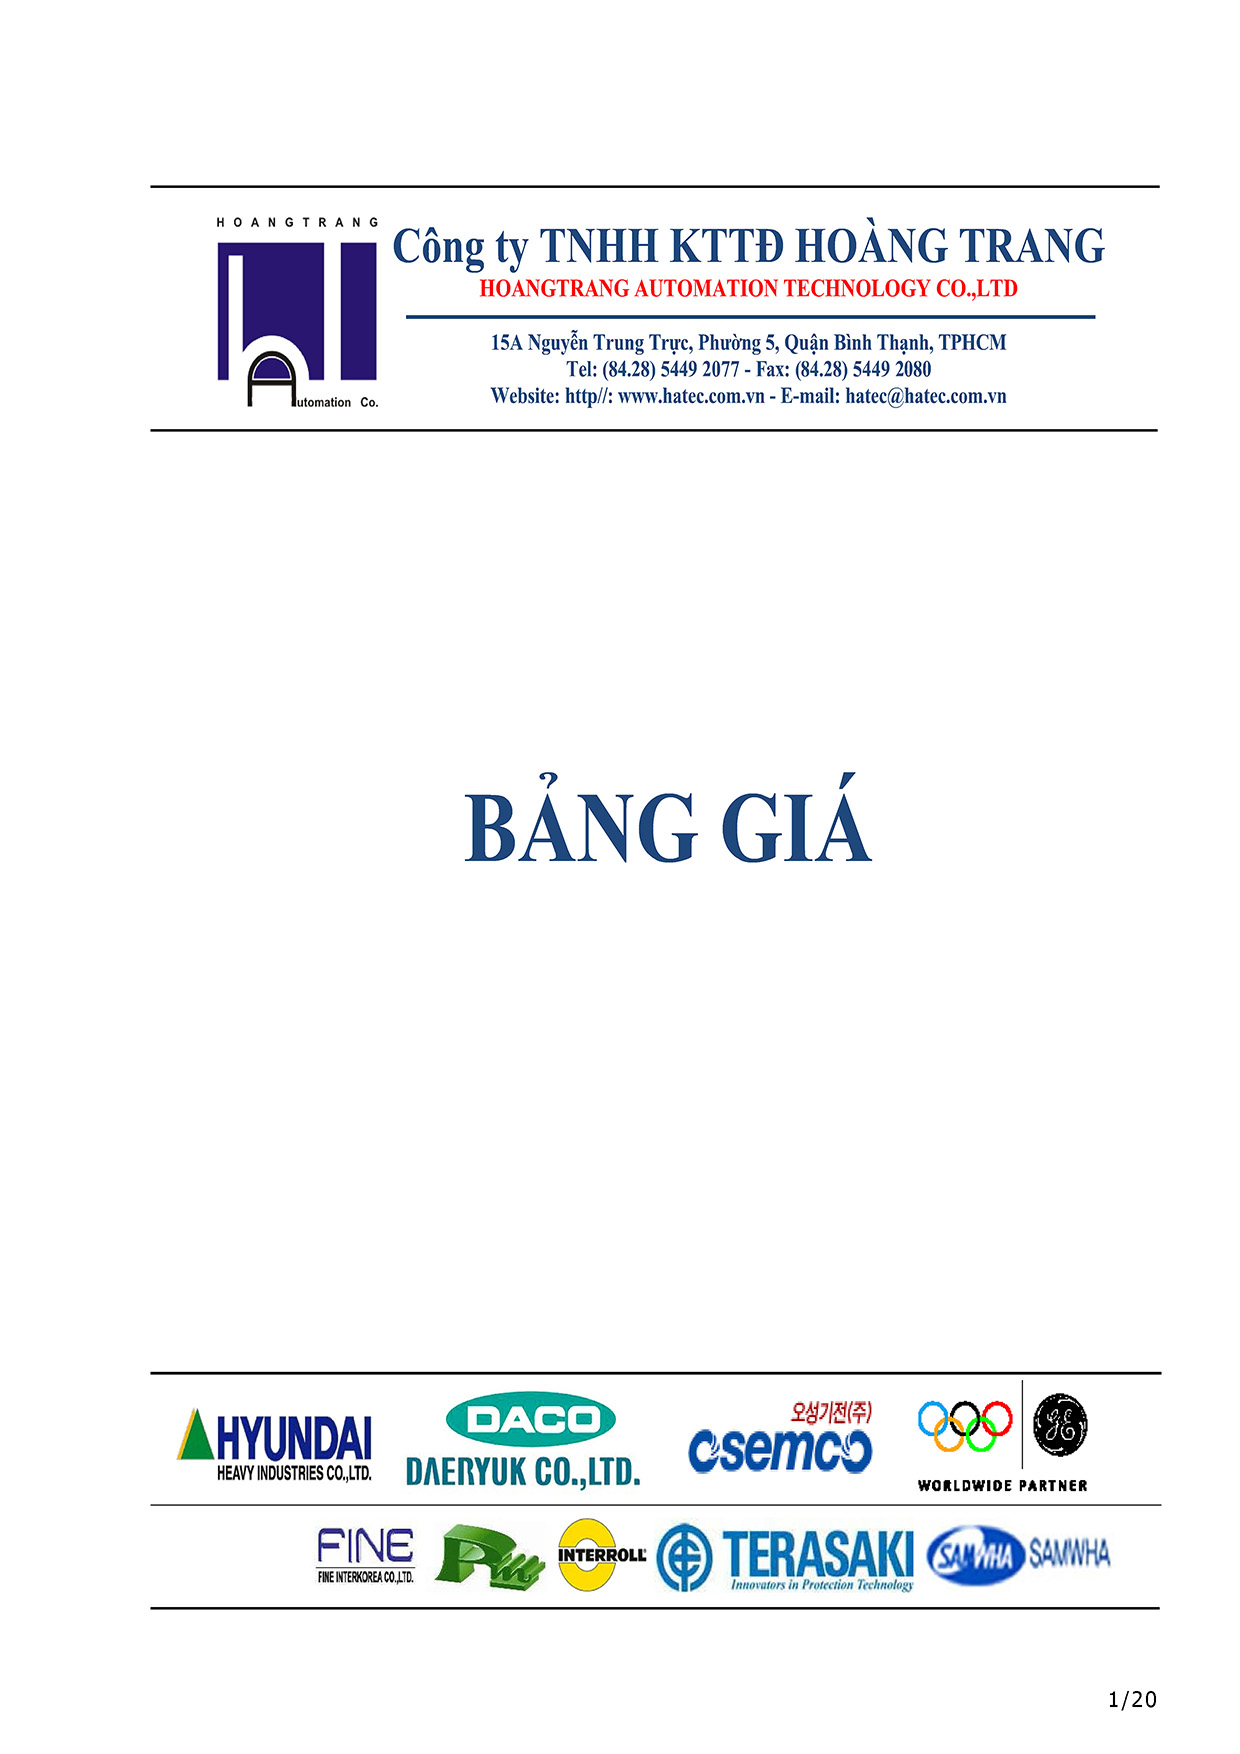 HOANGTRANG
Công ty TNHH KTTĐ HOÀNG TRANG
HOANGTRANG AUTOMATION TECHNOLOGY CO.,LTD
15A Nguyễn Trung Trực, Phường 5, Quận Bình Thạnh, TPHCM
Tel: (84.28) 5449 2077 - Fax: (84.28) 5449 2080
Automation Co.
Website: http//: www.hatec.com.vn - E-mail: hatec@hatec.com.vn
BẢNG GIÁ
HYUNDAI
HEAVY INDUSTRIES CO.,LTD.
DACO
DAERYUK CO.,LTD.
오성기전(주)
osemco
GE
WORLDWIDE PARTNER
FINE
FINE INTERKOREA CO.,LTD.
INTERROLL
TERASAKI
Innovators in Protection Technology
SAMWHA SAMWHA
1/20